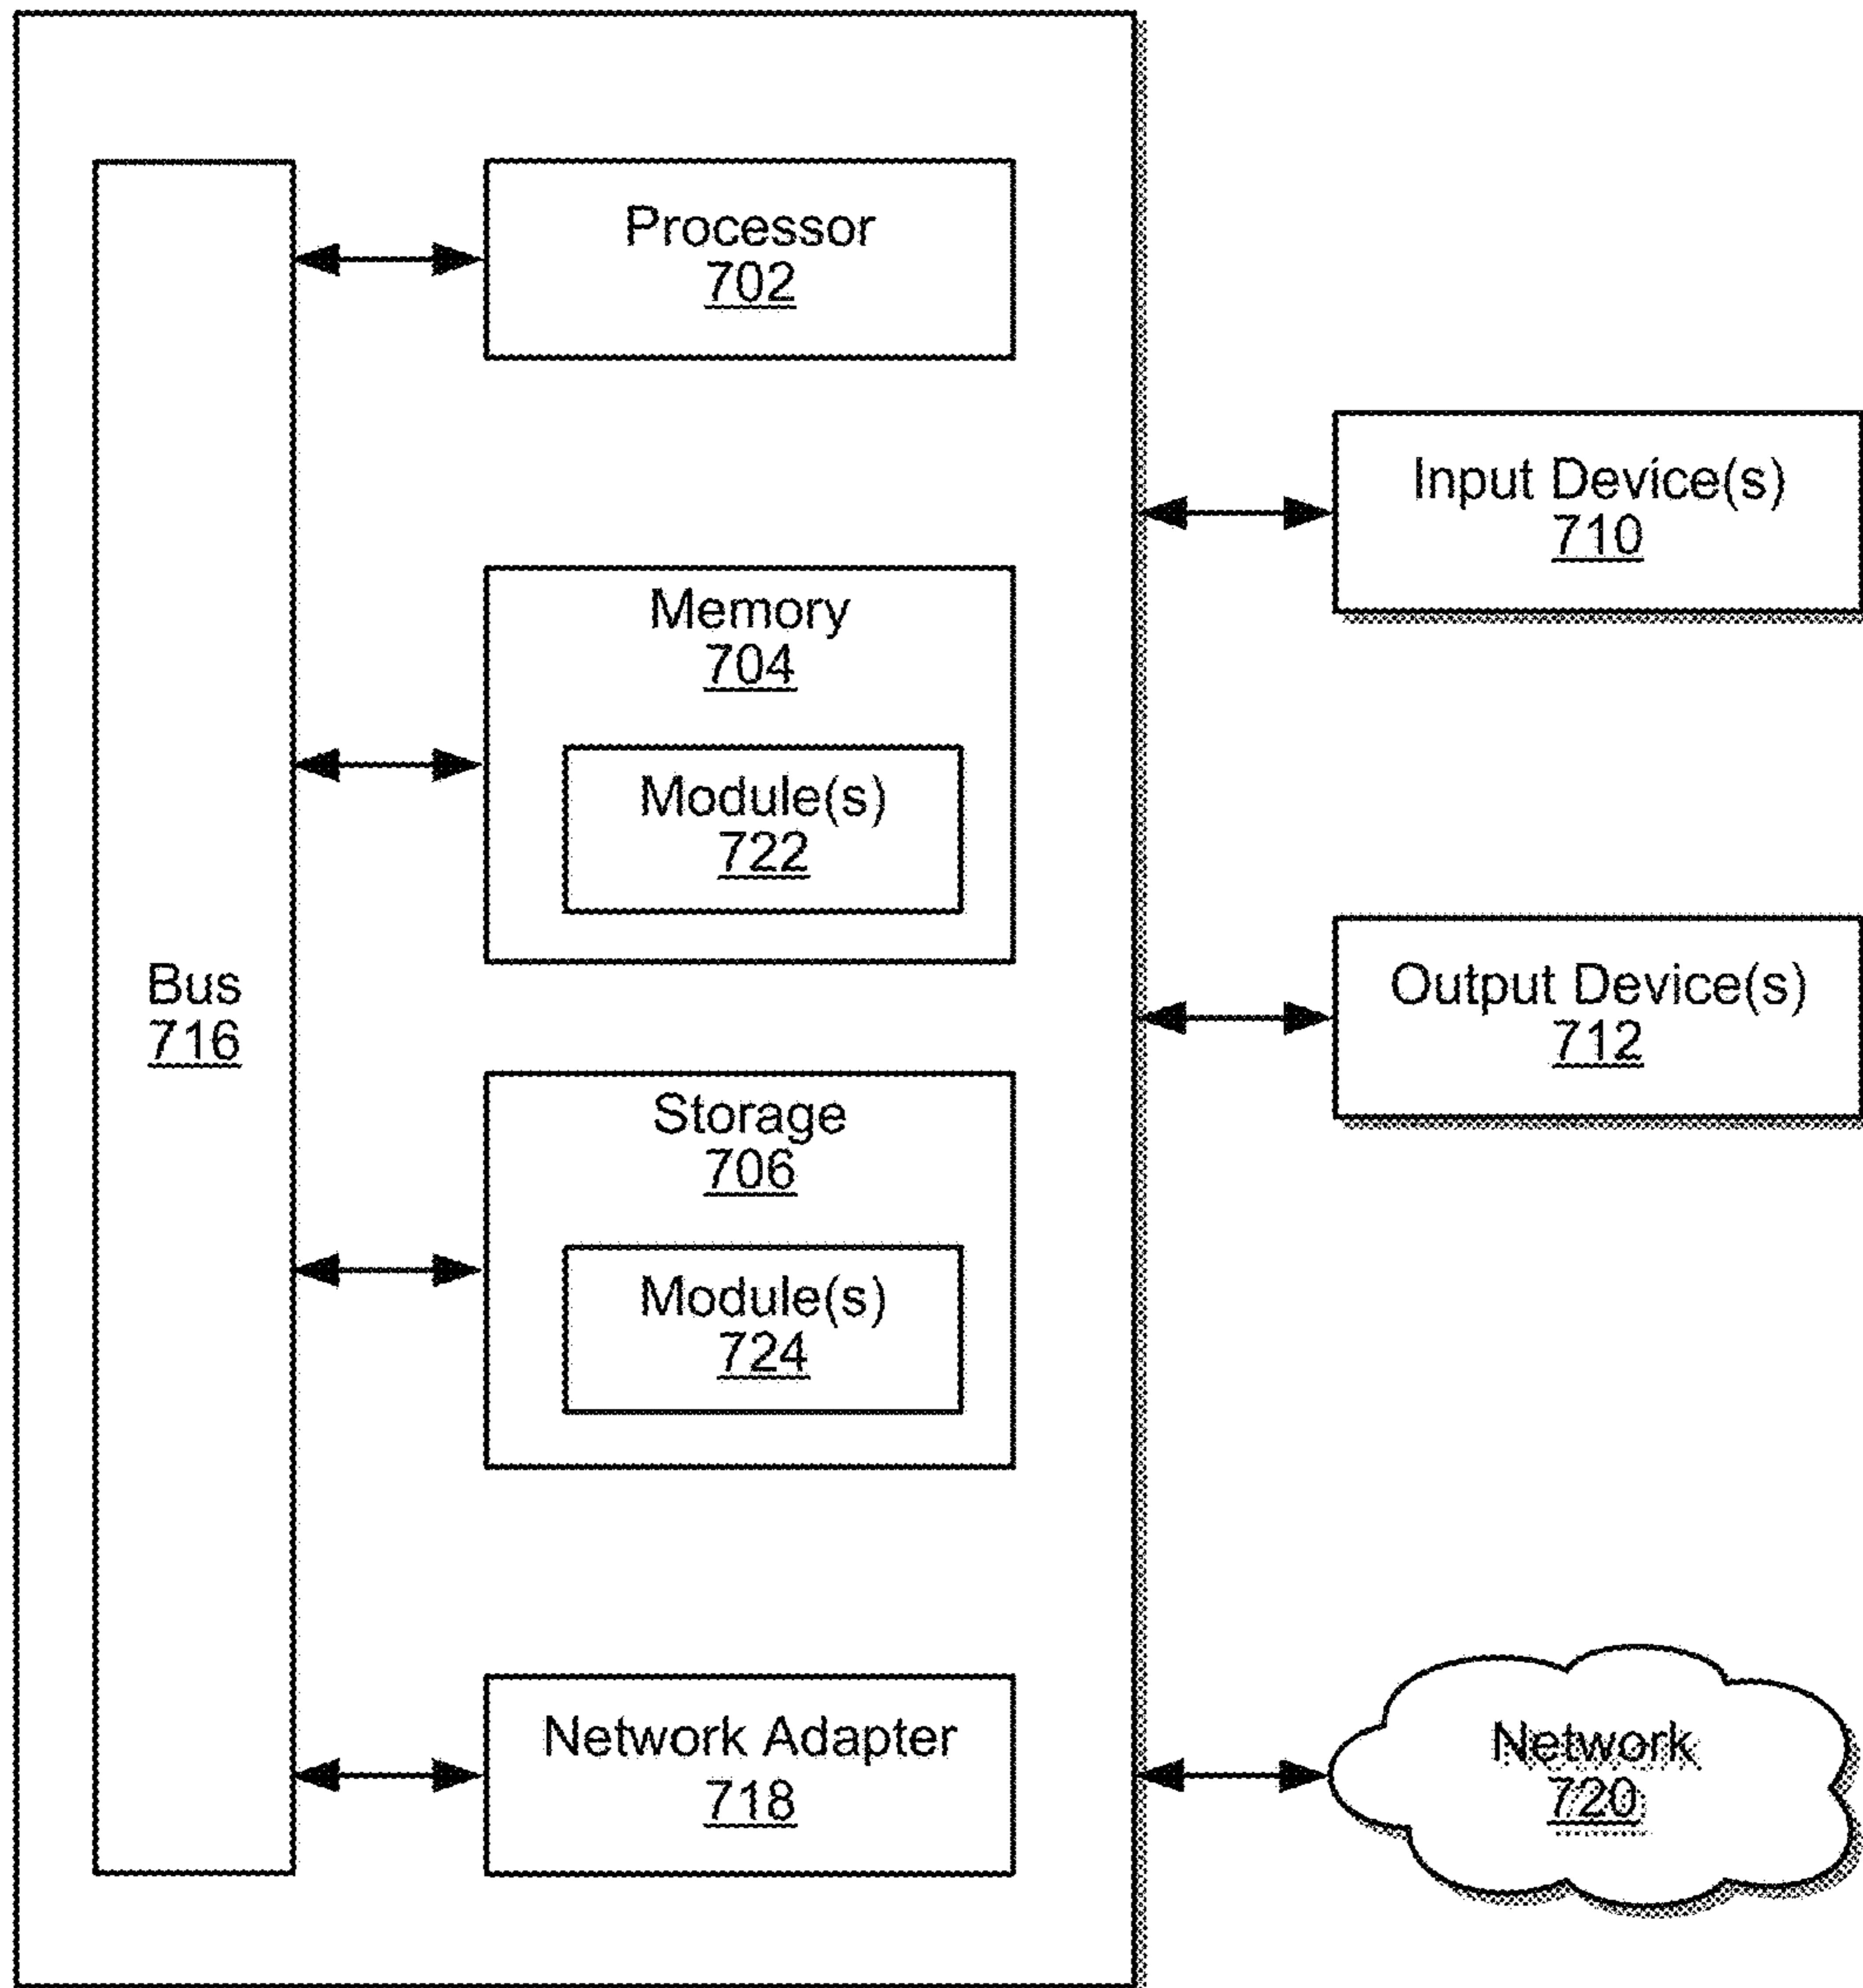 Processor
702
Memory
704
Module(s)
722
Bus
716
Storage
706
Module(s)
724
Network Adapter
718
Input Device(s)
710
Output Device(s)
712
Network
720